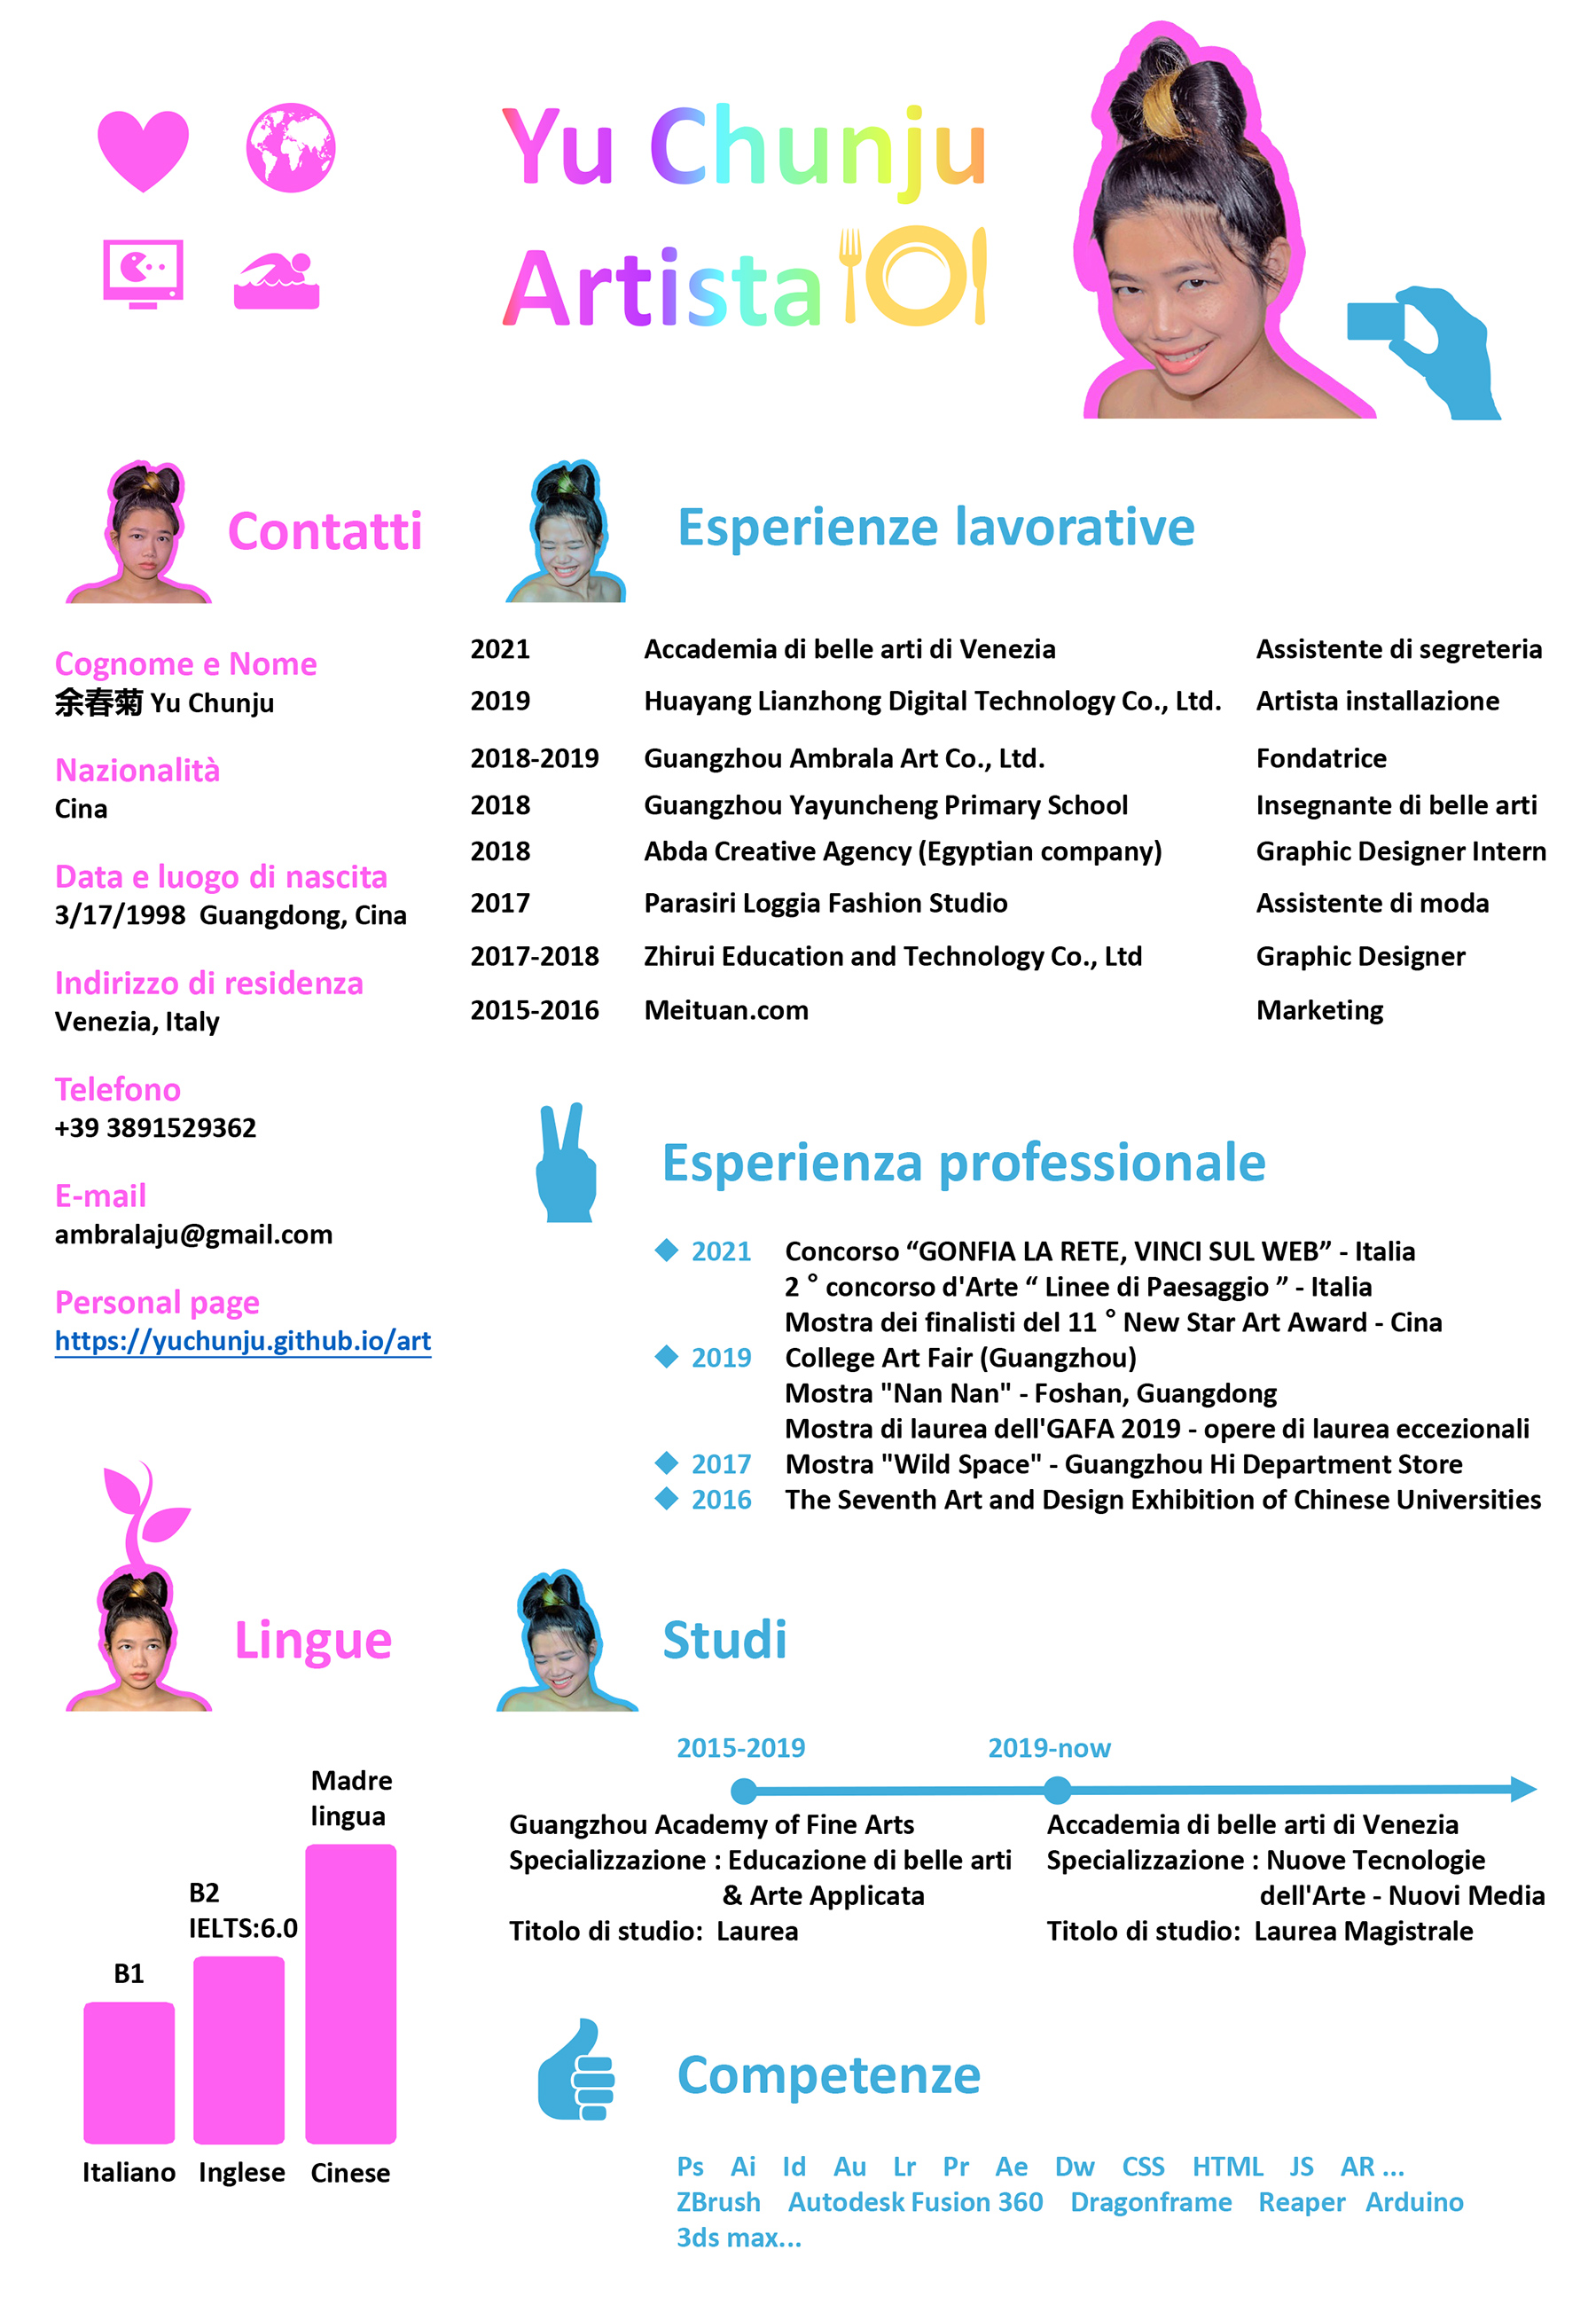 Yu Chunju
Artista
Contatti
Cognome e Nome
余春菊 Yu Chunju
Nazionalità
Cina
Data e luogo di nascita
3/17/1998 Guangdong, Cina
Indirizzo di residenza
Venezia, Italy
Telefono
+39 3891529362
E-mail
ambralaju@gmail.com
Personal page
https://yuchunju.github.io/art
Esperienze lavorative
2021 Accademia di belle arti di Venezia Assistente di segreteria
2019 Huayang Lianzhong Digital Technology Co., Ltd. Artista installazione
2018-2019 Guangzhou Ambrala Art Co., Ltd. Fondatrice
2018 Guangzhou Yayuncheng Primary School Insegnante di belle arti
2018 Abda Creative Agency (Egyptian company) Graphic Designer Intern
2017 Parasiri Loggia Fashion Studio Assistente di moda
2017-2018 Zhirui Education and Technology Co., Ltd Graphic Designer
2015-2016 Meituan.com Marketing
Esperienza professionale
2021 Concorso “GONFIA LA RETE, VINCI SUL WEB” - Italia
2 ° concorso d'Arte “ Linee di Paesaggio ” - Italia
Mostra dei finalisti del 11 ° New Star Art Award - Cina
2019 College Art Fair (Guangzhou)
Mostra "Nan Nan" - Foshan, Guangdong
Mostra di laurea dell'GAFA 2019 - opere di laurea eccezionali
2017 Mostra "Wild Space" - Guangzhou Hi Department Store
2016 The Seventh Art and Design Exhibition of Chinese Universities
Lingue
Madre
lingua
B2
IELTS:6.0
B1
Italiano Inglese Cinese
Studi
2015-2019
Guangzhou Academy of Fine Arts
Specializzazione : Educazione di belle arti
& Arte Applicata
Titolo di studio: Laurea
2019-now
Accademia di belle arti di Venezia
Specializzazione : Nuove Tecnologie
dell'Arte - Nuovi Media
Titolo di studio: Laurea Magistrale
Competenze
Ps Ai Id Au Lr Pr Ae Dw CSS HTML JS AR ...
ZBrush Autodesk Fusion 360 Dragonframe Reaper Arduino
3ds max...